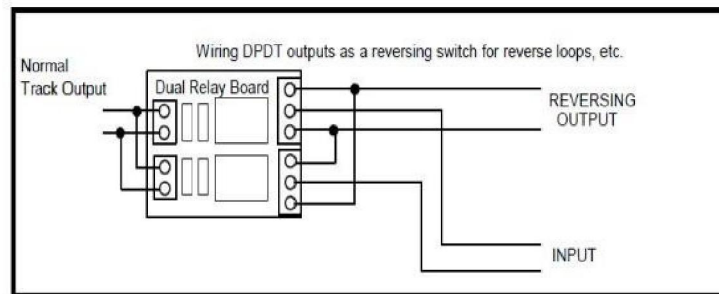 Wiring DPDT outputs as a reversing switch for reverse loops, etc.
Normal
Track Output
Dual Relay Board
REVERSING
OUTPUT
INPUT